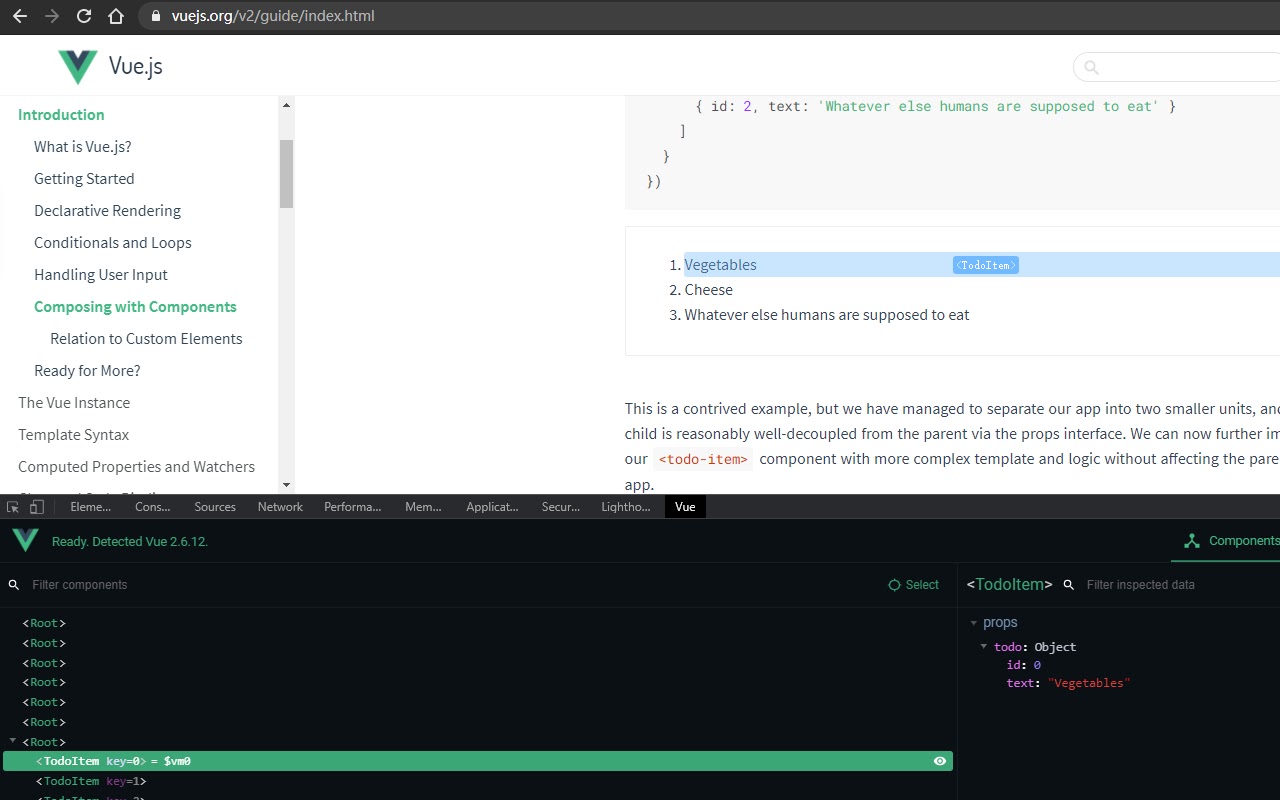 vuejs.org/v2/guide/index.html
Vue.js
Introduction
What is Vue.js?
Getting Started
Declarative Rendering
Conditionals and Loops
Handling User Input
Composing with Components
Relation to Custom Elements
Ready for More?
The Vue Instance
Template Syntax
Computed Properties and Watchers
{ id: 2, text: 'Whatever else humans are supposed to eat' }
]
}
})
1. Vegetables <TodoItem>
2. Cheese
3. Whatever else humans are supposed to eat
This is a contrived example, but we have managed to separate our app into two smaller units, and
child is reasonably well-decoupled from the parent via the props interface. We can now further im
our <todo-item> component with more complex template and logic without affecting the pare
app.
Eleme... Cons... Sources Network Performa... Mem... Applicat... Secur... Lightho... Vue
Ready. Detected Vue 2.6.12. Components
Filter components Select
<Root>
<Root>
<Root>
<Root>
<Root>
<Root>
<Root>
<TodoItem key=0> = $vm0
<TodoItem key=1>
<TodoItem key=2>
<TodoItem> Filter inspected data
props
todo: Object
id: 0
text: "Vegetables"